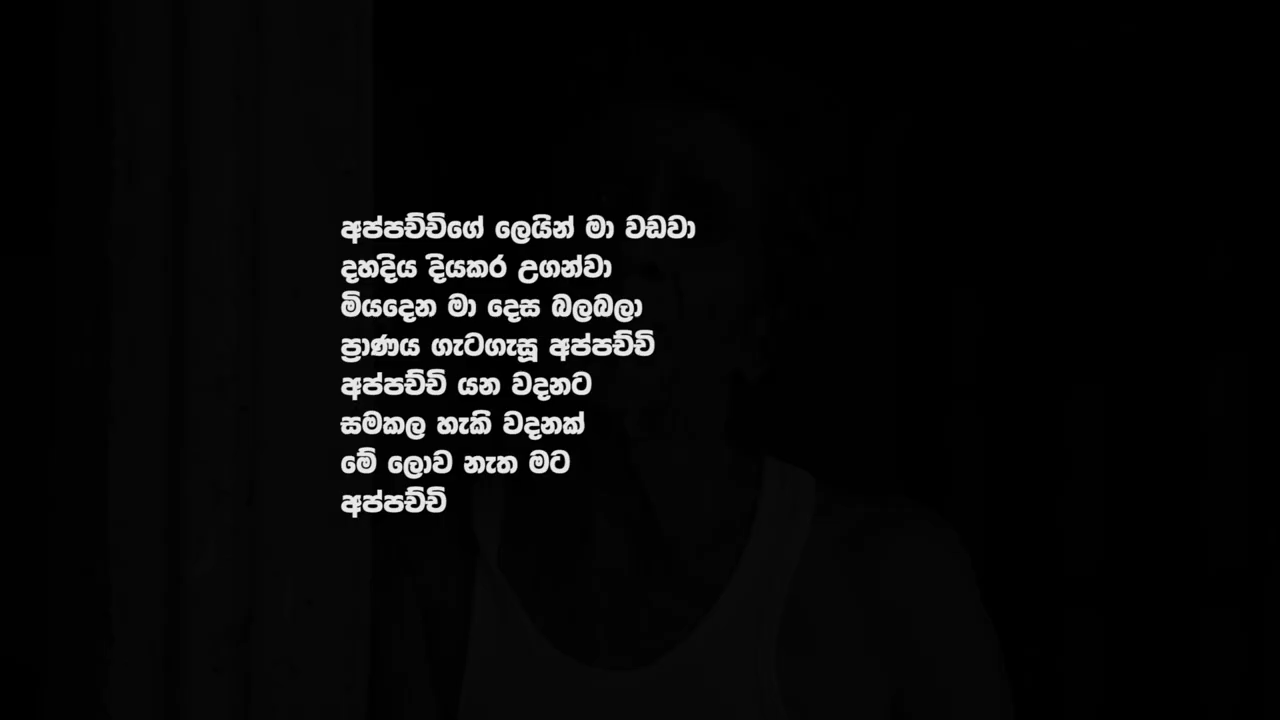 අප්පච්චිගේ ලෙයින් මා වඩවා
දහදිය දියකර උගන්වා
මියදෙන මා දෙස බලබලා
ප්‍රාණය ගැටගැසූ අප්පච්චි
අප්පච්චි යන වදනට
සමකල හැකි වදනක්
මේ ලොව නැත මට
අප්පච්චි